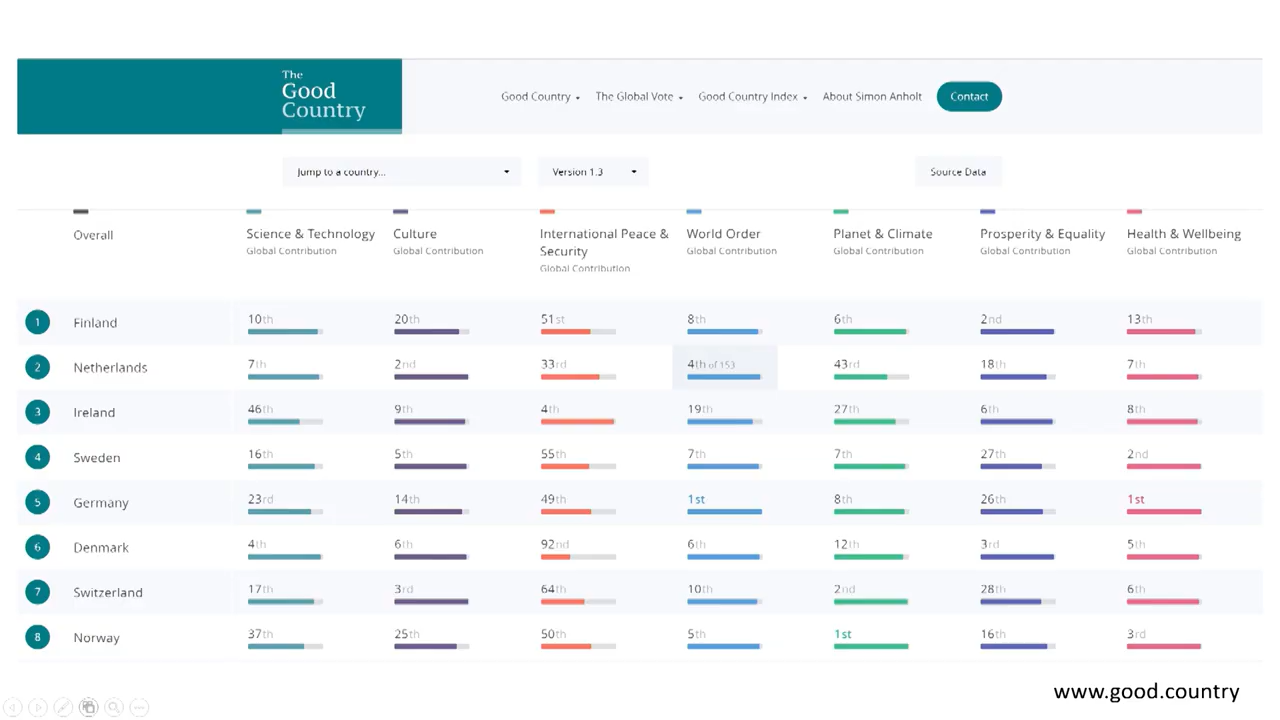 The
Good
Country
Good Country
The Global Vote
Good Country Index
About Simon Anholt
Contact
Jump to a country...
Version 1.3
Source Data
Overall
Science & Technology
Global Contribution
Culture
Global Contribution
International Peace &
Security
Global Contribution
World Order
Global Contribution
Planet & Climate
Global Contribution
Prosperity & Equality
Global Contribution
Health & Wellbeing
Global Contribution
1 Finland 10th 20th 51st 8th 6th 2nd 13th
2 Netherlands 7th 2nd 33rd 4th of 153 43rd 18th 7th
3 Ireland 46th 9th 4th 19th 27th 6th 8th
4 Sweden 16th 5th 55th 7th 7th 27th 2nd
5 Germany 23rd 14th 49th 1st 8th 26th 1st
6 Denmark 4th 6th 92nd 6th 12th 3rd 5th
7 Switzerland 17th 3rd 64th 10th 2nd 28th 6th
8 Norway 37th 25th 50th 5th 1st 16th 3rd
www.good.country